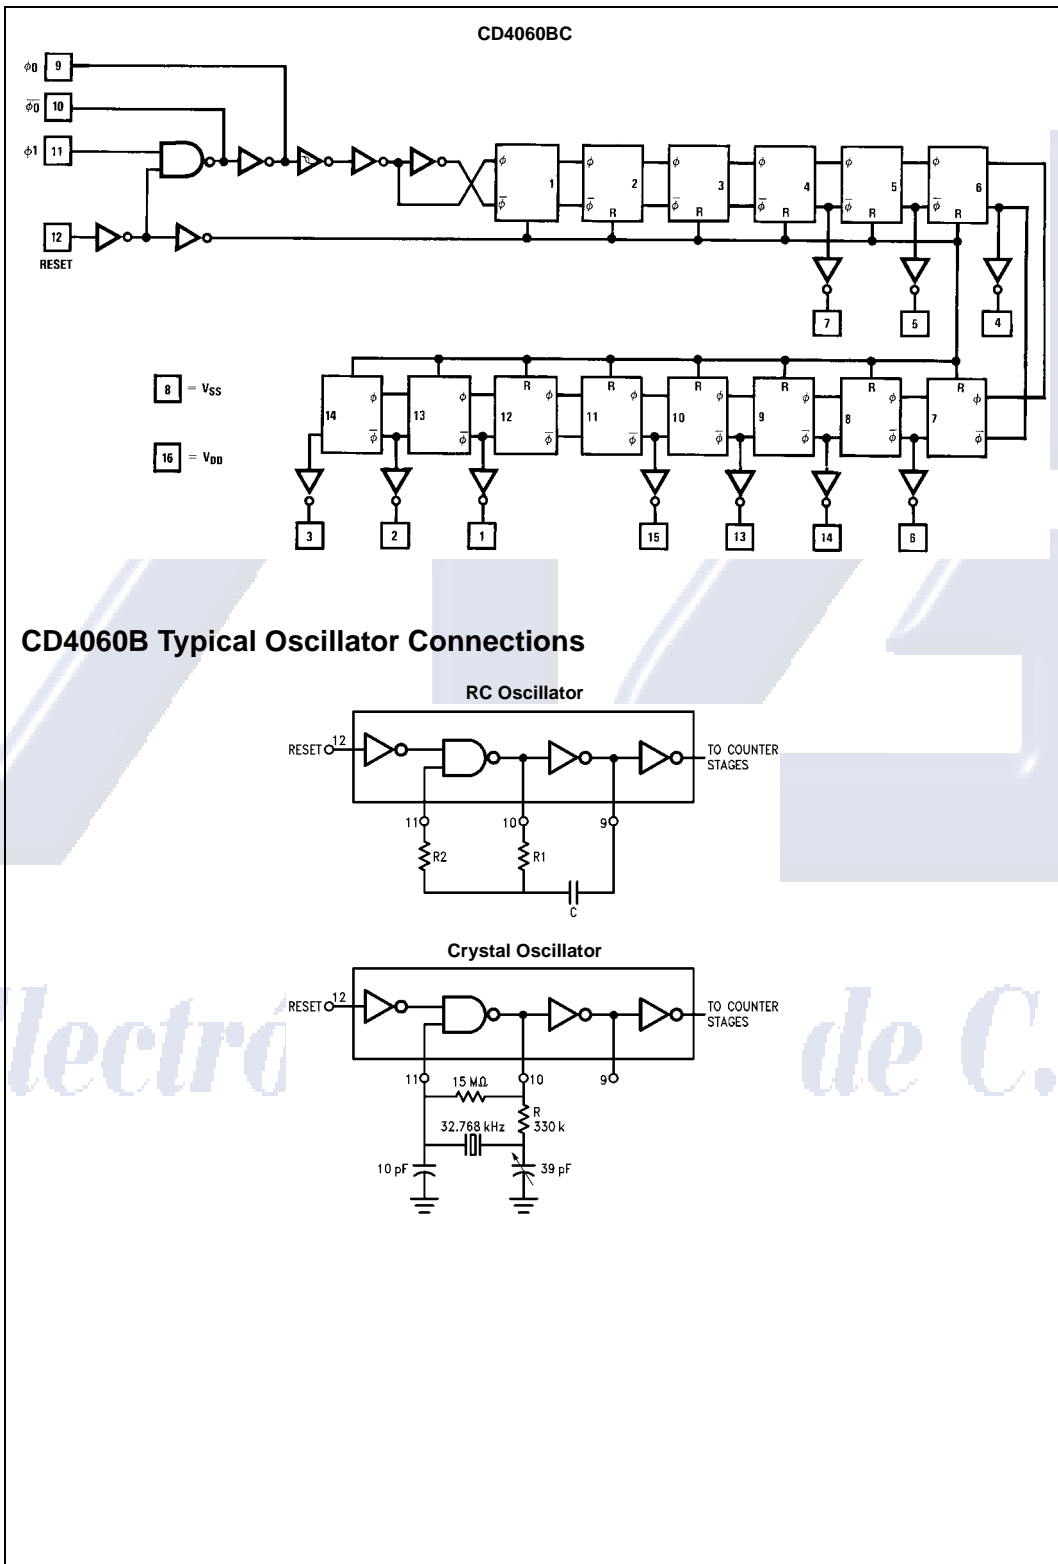 CD4060BC
ϕ0 9
ϕ̅0̅ 10
ϕ1 11
12
RESET
ϕ ϕ̅ 1
ϕ ϕ̅ 2 R
ϕ ϕ̅ 3 R
ϕ ϕ̅ 4 R
ϕ ϕ̅ 5 R
ϕ ϕ̅ 6 R
7 5 4
8 = VSS
16 = VDD
14 ϕ ϕ̅
13 ϕ ϕ̅
12 R ϕ ϕ̅
11 R ϕ ϕ̅
10 R ϕ ϕ̅
9 R ϕ ϕ̅
8 R ϕ ϕ̅
7 R ϕ ϕ̅
3 2 1 15 13 14 6
CD4060B Typical Oscillator Connections
RC Oscillator
RESET 12
TO COUNTER
STAGES
11 10 9
R2 R1
C
Crystal Oscillator
RESET 12
TO COUNTER
STAGES
11 15 MΩ 10 9
R
32.768 kHz 330 k
10 pF 39 pF
de C.